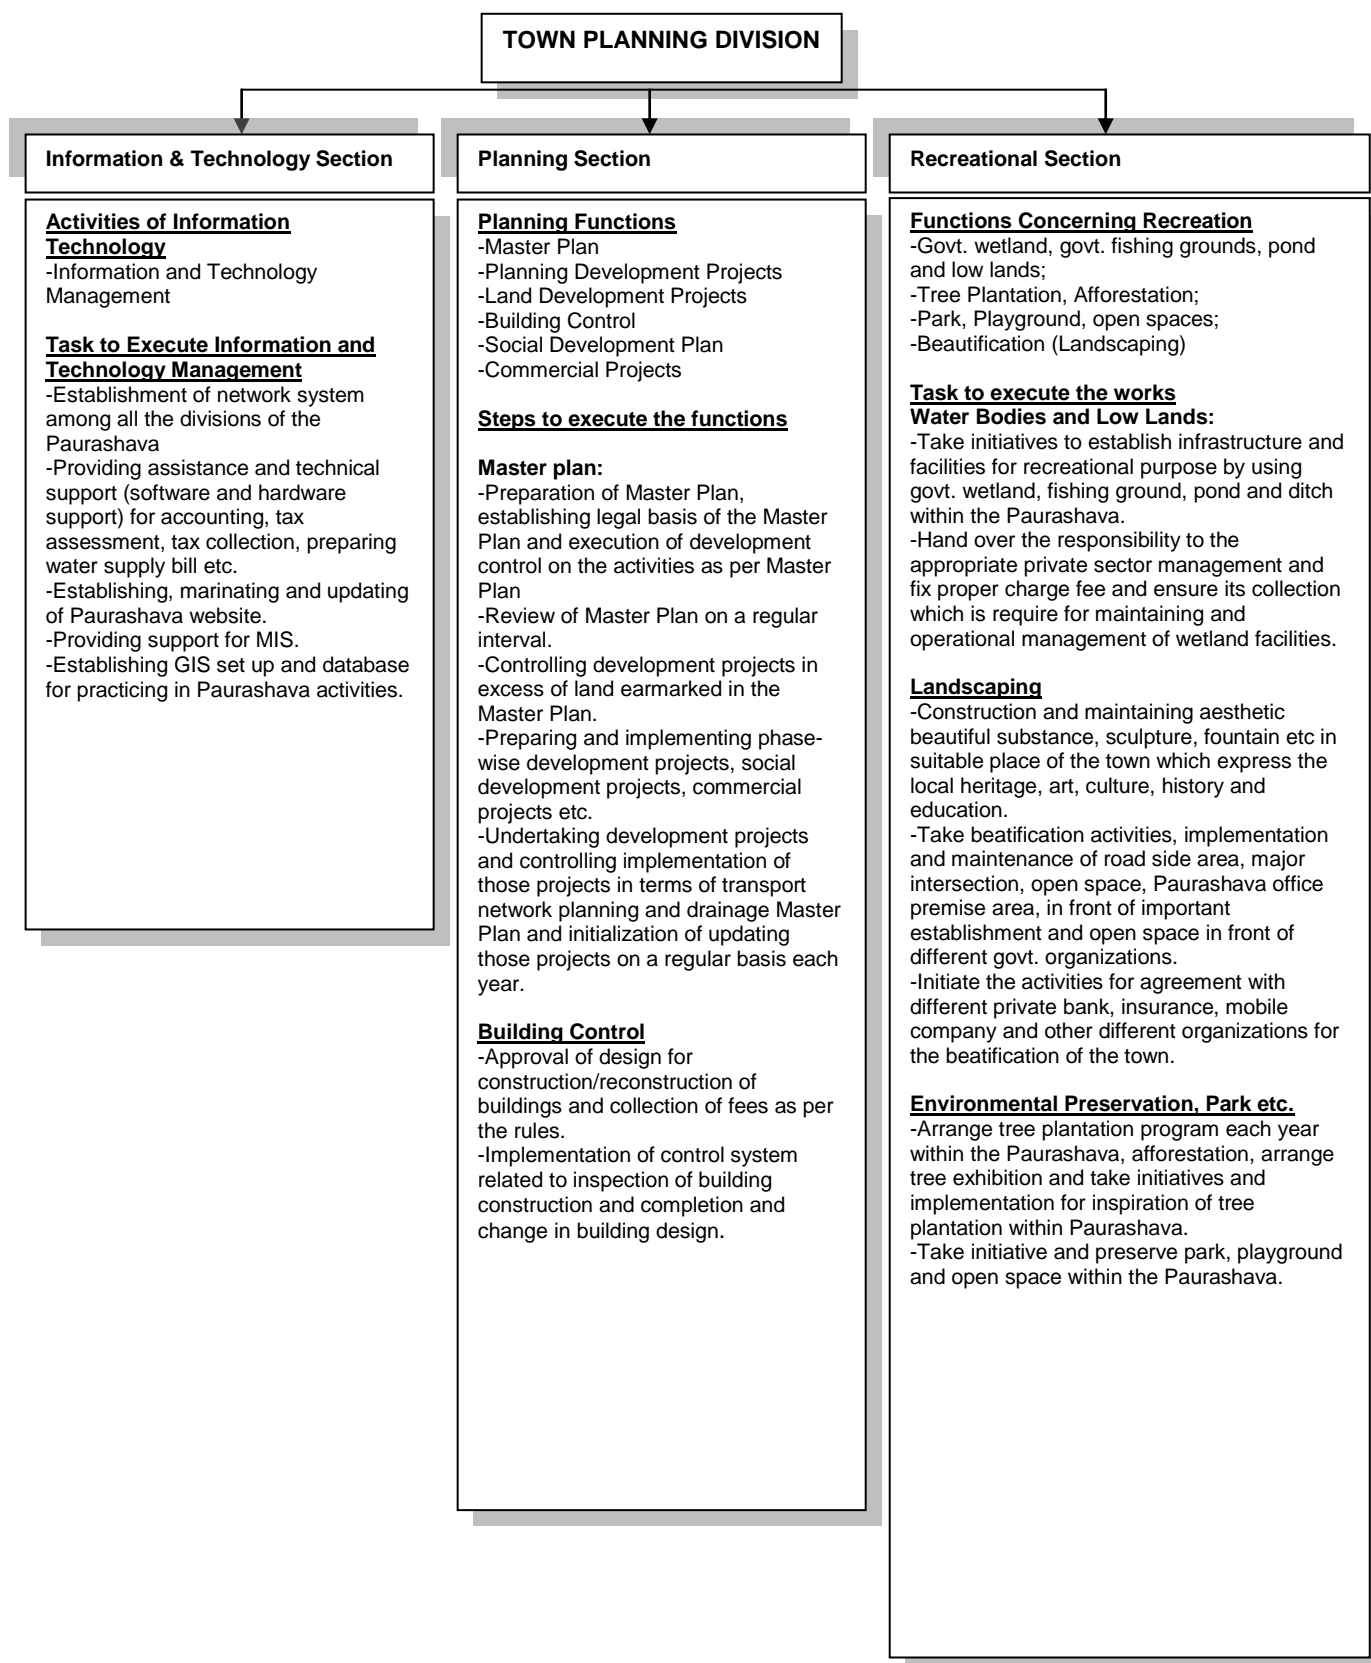 TOWN PLANNING DIVISION
Information & Technology Section
Activities of Information
Technology
-Information and Technology
Management
Task to Execute Information and
Technology Management
-Establishment of network system
among all the divisions of the
Paurashava
-Providing assistance and technical
support (software and hardware
support) for accounting, tax
assessment, tax collection, preparing
water supply bill etc.
-Establishing, marinating and updating
of Paurashava website.
-Providing support for MIS.
-Establishing GIS set up and database
for practicing in Paurashava activities.
Planning Section
Planning Functions
-Master Plan
-Planning Development Projects
-Land Development Projects
-Building Control
-Social Development Plan
-Commercial Projects
Steps to execute the functions
Master plan:
-Preparation of Master Plan,
establishing legal basis of the Master
Plan and execution of development
control on the activities as per Master
Plan
-Review of Master Plan on a regular
interval.
-Controlling development projects in
excess of land earmarked in the
Master Plan.
-Preparing and implementing phase-
wise development projects, social
development projects, commercial
projects etc.
-Undertaking development projects
and controlling implementation of
those projects in terms of transport
network planning and drainage Master
Plan and initialization of updating
those projects on a regular basis each
year.
Building Control
-Approval of design for
construction/reconstruction of
buildings and collection of fees as per
the rules.
-Implementation of control system
related to inspection of building
construction and completion and
change in building design.
Recreational Section
Functions Concerning Recreation
-Govt. wetland, govt. fishing grounds, pond
and low lands;
-Tree Plantation, Afforestation;
-Park, Playground, open spaces;
-Beautification (Landscaping)
Task to execute the works
Water Bodies and Low Lands:
-Take initiatives to establish infrastructure and
facilities for recreational purpose by using
govt. wetland, fishing ground, pond and ditch
within the Paurashava.
-Hand over the responsibility to the
appropriate private sector management and
fix proper charge fee and ensure its collection
which is require for maintaining and
operational management of wetland facilities.
Landscaping
-Construction and maintaining aesthetic
beautiful substance, sculpture, fountain etc in
suitable place of the town which express the
local heritage, art, culture, history and
education.
-Take beatification activities, implementation
and maintenance of road side area, major
intersection, open space, Paurashava office
premise area, in front of important
establishment and open space in front of
different govt. organizations.
-Initiate the activities for agreement with
different private bank, insurance, mobile
company and other different organizations for
the beatification of the town.
Environmental Preservation, Park etc.
-Arrange tree plantation program each year
within the Paurashava, afforestation, arrange
tree exhibition and take initiatives and
implementation for inspiration of tree
plantation within Paurashava.
-Take initiative and preserve park, playground
and open space within the Paurashava.